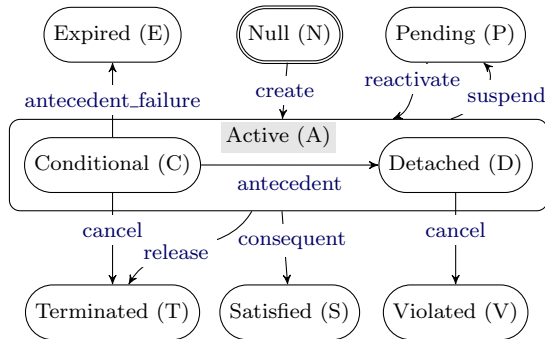 Expired (E)
Null (N)
Pending (P)
reactivate
create
suspend
antecedent_failure
Active (A)
Conditional (C)
Detached (D)
antecedent
cancel
release
consequent
cancel
Terminated (T)
Satisfied (S)
Violated (V)